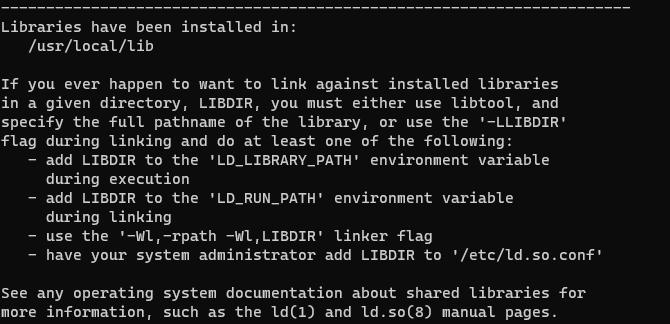 ----------------------------------------------------------------------
Libraries have been installed in:
   /usr/local/lib

If you ever happen to want to link against installed libraries
in a given directory, LIBDIR, you must either use libtool, and
specify the full pathname of the library, or use the '-LLIBDIR'
flag during linking and do at least one of the following:
   - add LIBDIR to the 'LD_LIBRARY_PATH' environment variable
     during execution
   - add LIBDIR to the 'LD_RUN_PATH' environment variable
     during linking
   - use the '-Wl,-rpath -Wl,LIBDIR' linker flag
   - have your system administrator add LIBDIR to '/etc/ld.so.conf'

See any operating system documentation about shared libraries for
more information, such as the ld(1) and ld.so(8) manual pages.